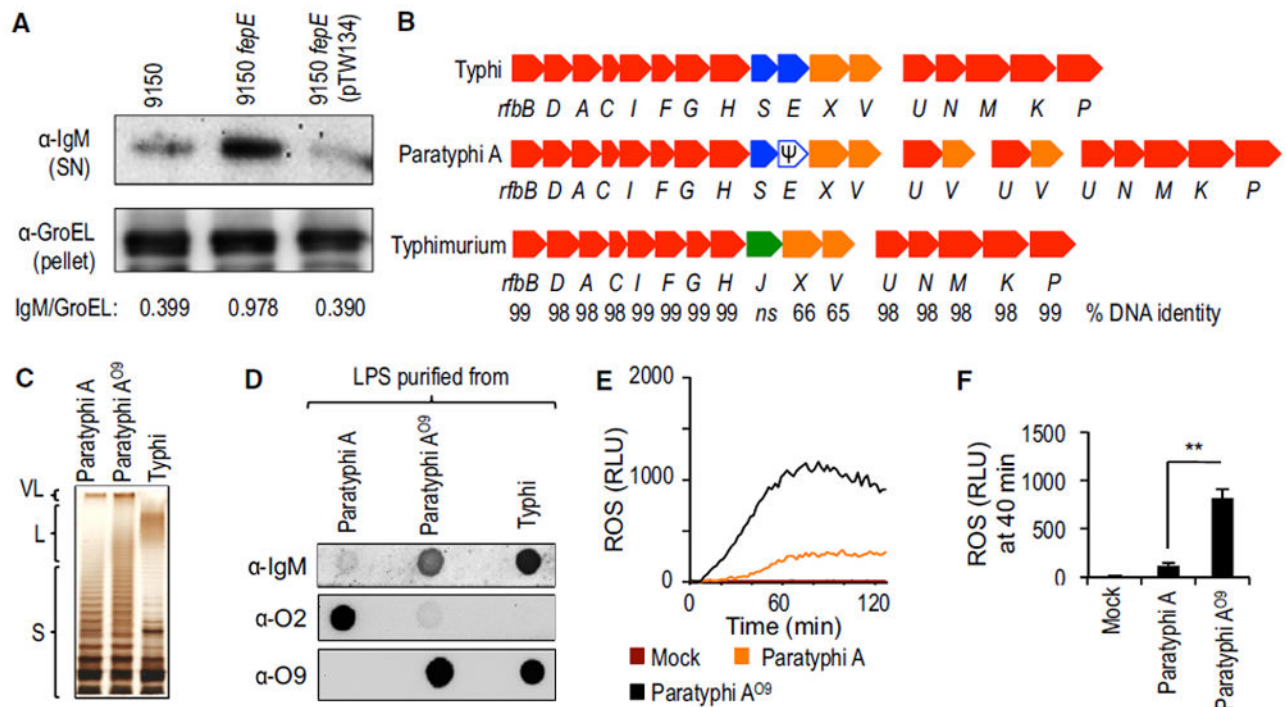 A
9150
9150 fepE
9150 fepE
(pTW134)
α-IgM
(SN)
α-GroEL
(pellet)
IgM/GroEL: 0.399 0.978 0.390
B
Typhi
rfbB D A C I F G H S E X V U N M K P
Paratyphi A
Ψ
rfbB D A C I F G H S E X V U V U V U N M K P
Typhimurium
rfbB D A C I F G H J X V U N M K P
99 98 98 98 99 99 99 99 ns 66 65 98 98 98 98 99 % DNA identity
C
Paratyphi A
Paratyphi A⁰⁹
Typhi
VL
L
S
D
LPS purified from
Paratyphi A
Paratyphi A⁰⁹
Typhi
α-IgM
α-O2
α-O9
E
ROS (RLU)
2000
1000
0
0 60 120
Time (min)
Mock Paratyphi A
Paratyphi A⁰⁹
F
ROS (RLU)
at 40 min
1500
1000
500
0
**
Mock
Paratyphi A
Paratyphi A⁰⁹